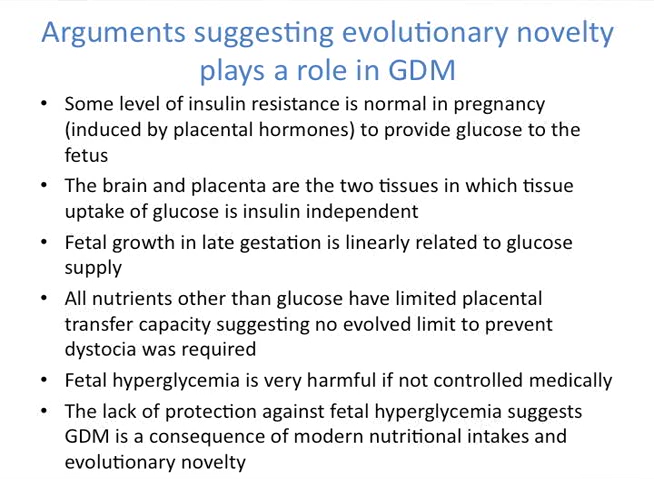 Arguments suggesting evolutionary novelty
plays a role in GDM
• Some level of insulin resistance is normal in pregnancy
(induced by placental hormones) to provide glucose to the
fetus
• The brain and placenta are the two tissues in which tissue
uptake of glucose is insulin independent
• Fetal growth in late gestation is linearly related to glucose
supply
• All nutrients other than glucose have limited placental
transfer capacity suggesting no evolved limit to prevent
dystocia was required
• Fetal hyperglycemia is very harmful if not controlled medically
• The lack of protection against fetal hyperglycemia suggests
GDM is a consequence of modern nutritional intakes and
evolutionary novelty